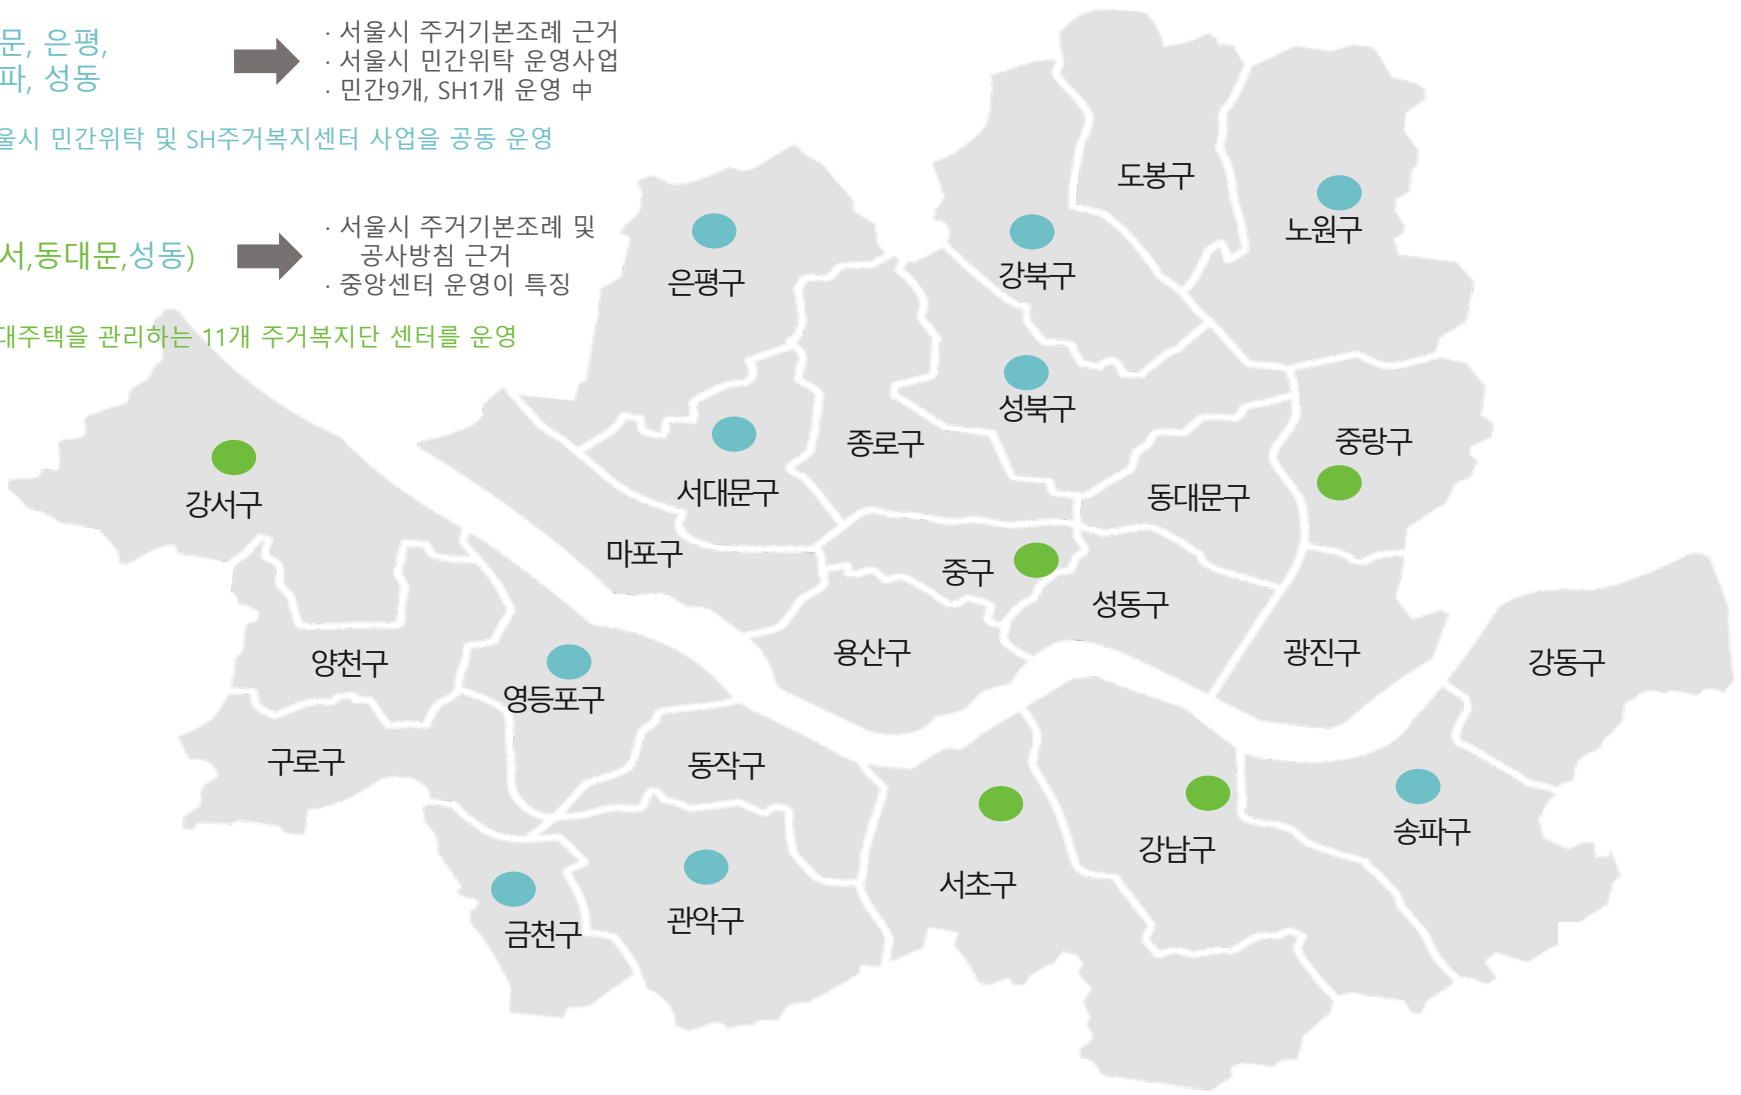 문, 은평,
파, 성동
· 서울시 주거기본조례 근거
· 서울시 민간위탁 운영사업
· 민간9개, SH1개 운영 中
울시 민간위탁 및 SH주거복지센터 사업을 공동 운영
서,동대문,성동)
· 서울시 주거기본조례 및
공사방침 근거
· 중앙센터 운영이 특징
대주택을 관리하는 11개 주거복지단 센터를 운영
도봉구
노원구
강북구
은평구
성북구
종로구
중랑구
서대문구
동대문구
강서구
마포구
중구
성동구
용산구
광진구
강동구
양천구
영등포구
구로구
동작구
송파구
강남구
서초구
관악구
금천구